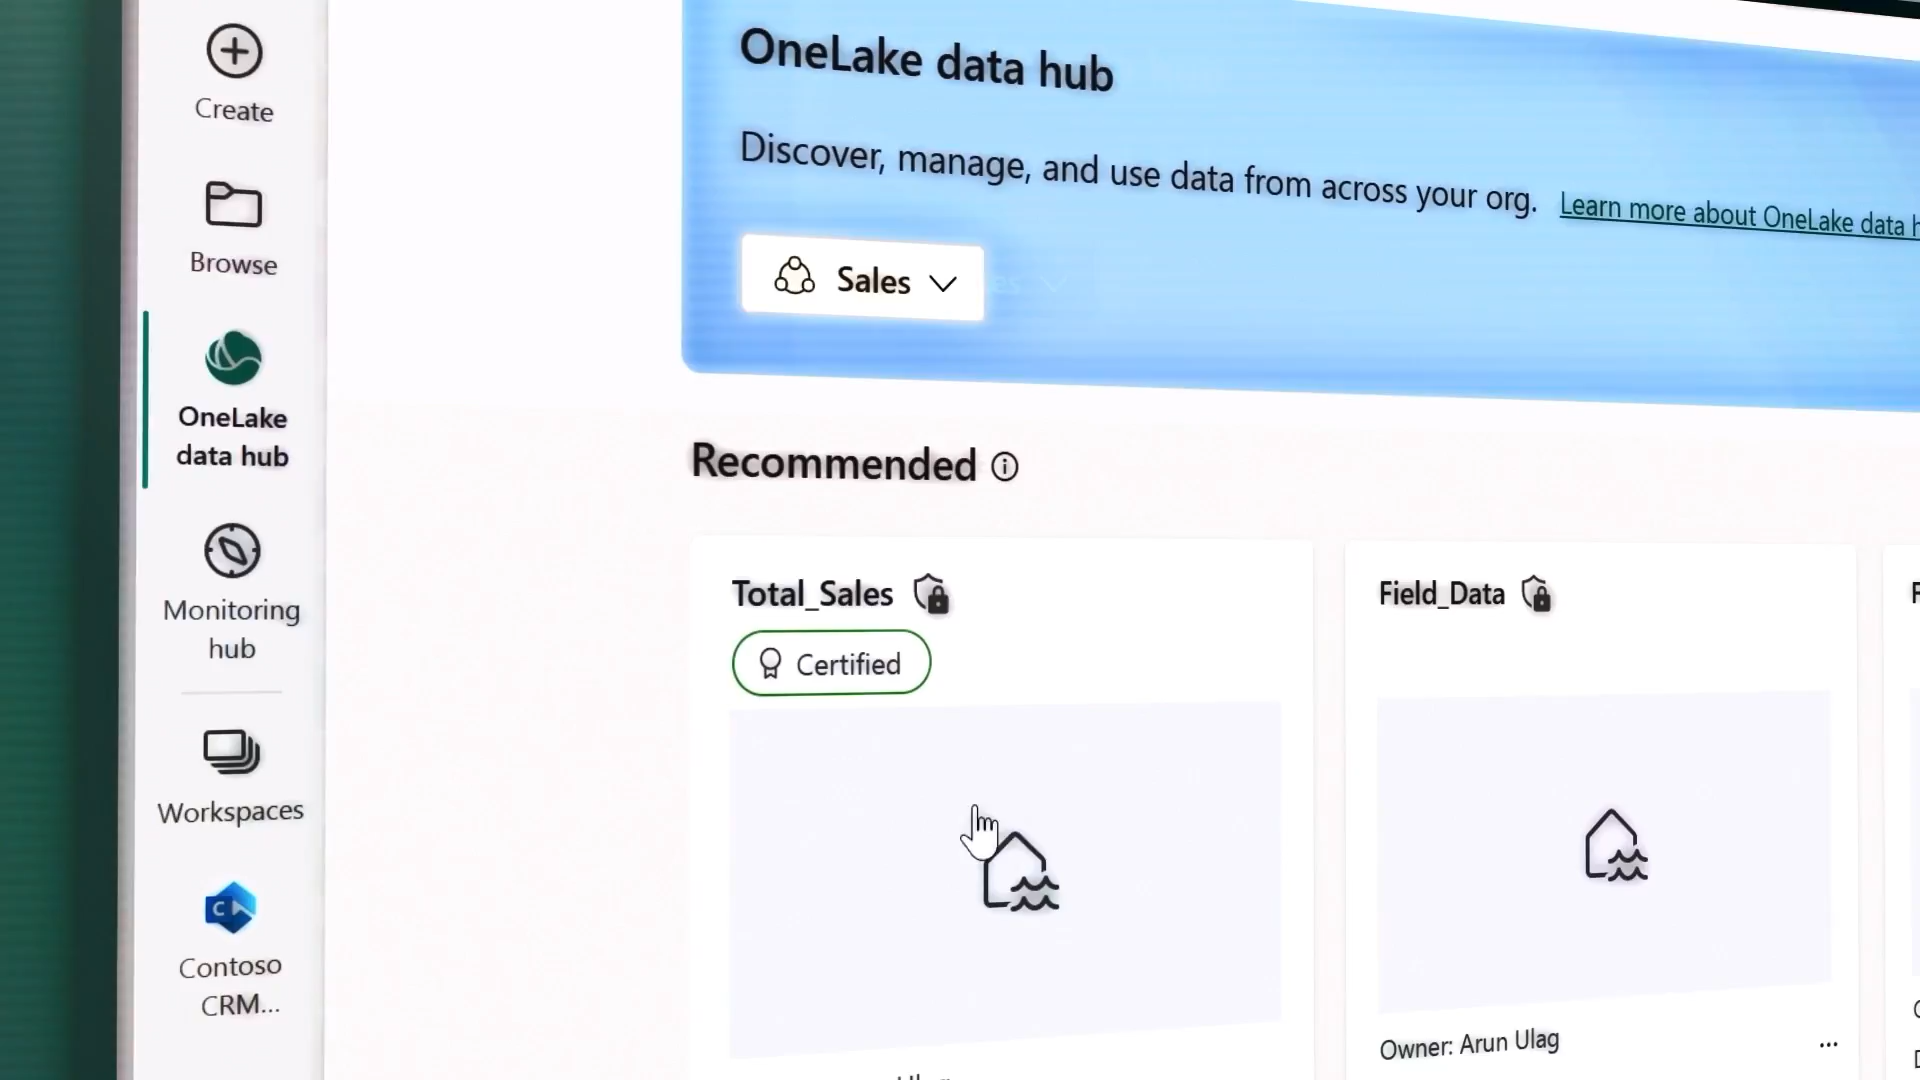 Create
Browse
OneLake
data hub
Monitoring
hub
Workspaces
Contoso
CRM...
OneLake data hub
Discover, manage, and use data from across your org. Learn more about OneLake data
Sales
Recommended
Total_Sales
Certified
Field_Data
Owner: Arun Ulag